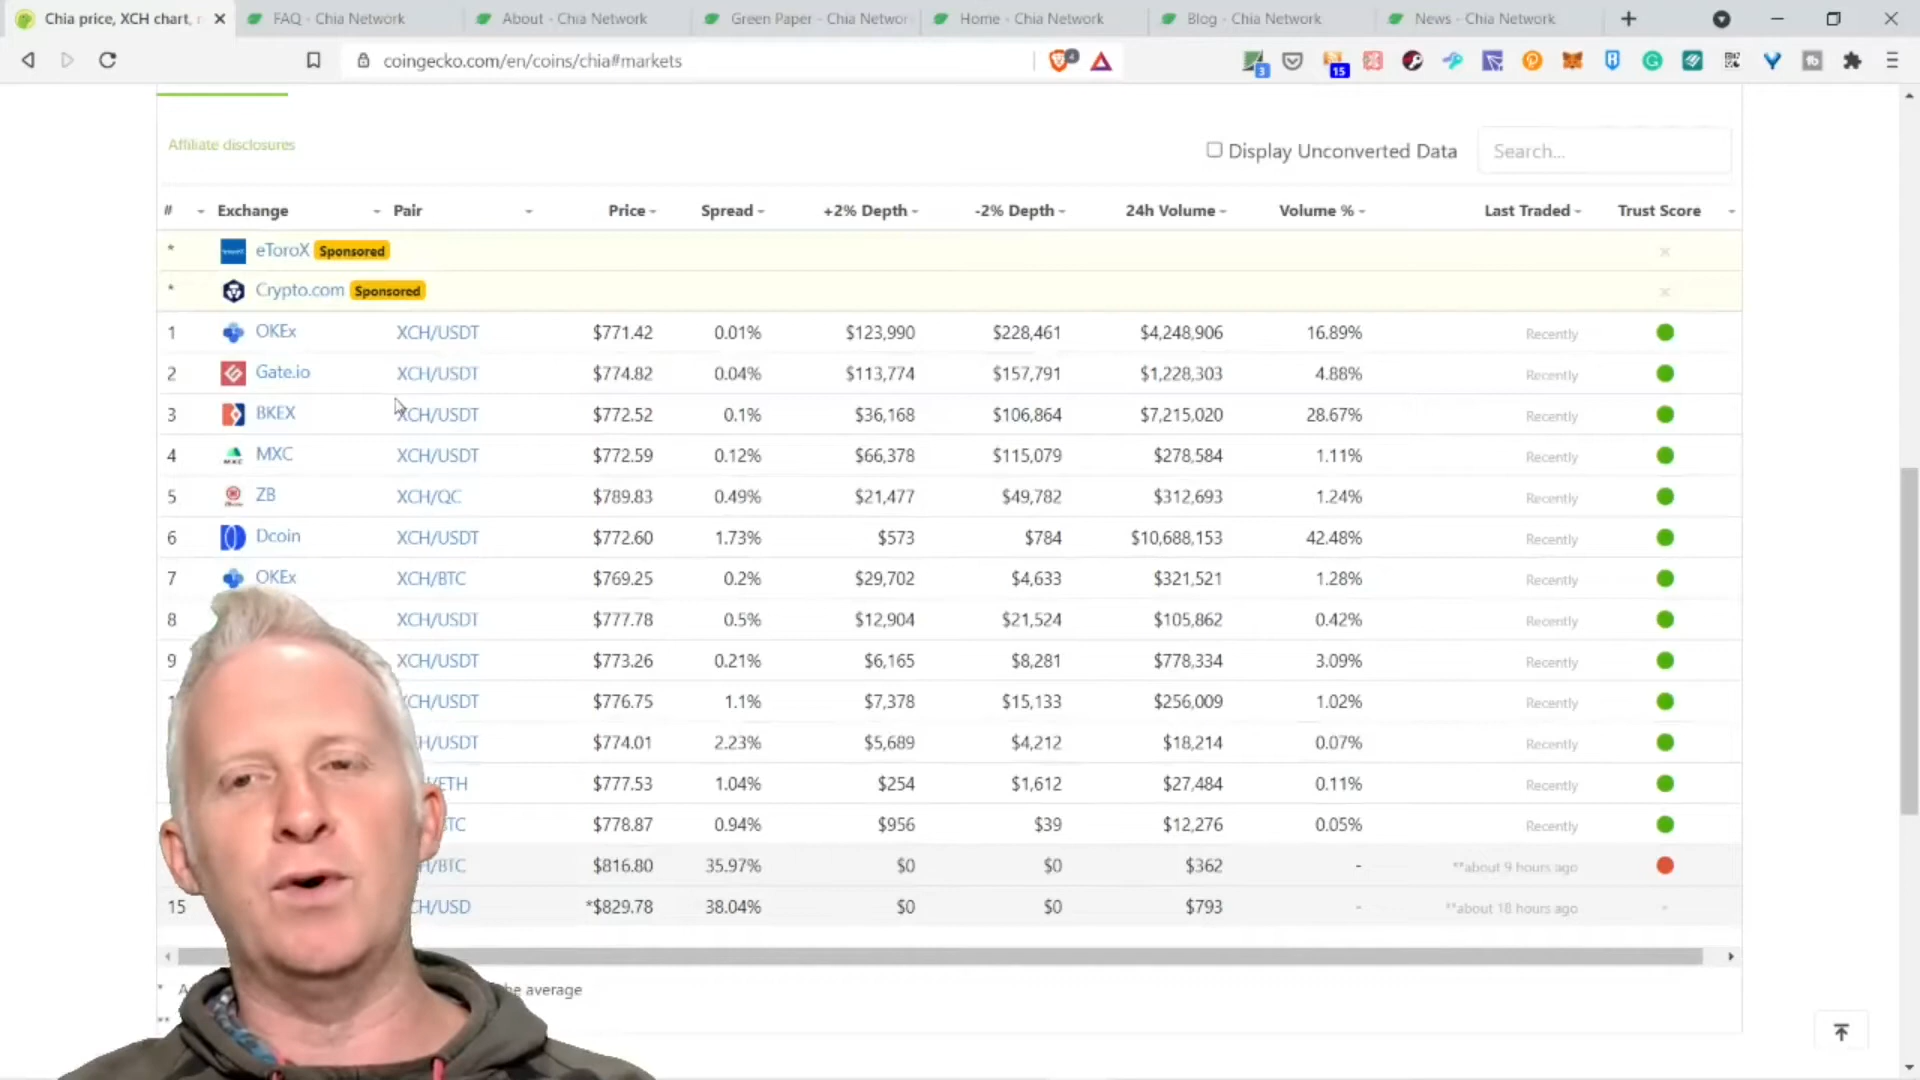 Chia price, XCH chart,
FAQ - Chia Network
About - Chia Network
Green Paper - Chia Networ
Home - Chia Network
Blog - Chia Network
News - Chia Network
coingecko.com/en/coins/chia#markets
4
3
15
Affiliate disclosures
Display Unconverted Data
Search...
# Exchange Pair Price Spread +2% Depth -2% Depth 24h Volume Volume % Last Traded Trust Score
* eToroX Sponsored
* Crypto.com Sponsored
1 OKEx XCH/USDT $771.42 0.01% $123,990 $228,461 $4,248,906 16.89% Recently
2 Gate.io XCH/USDT $774.82 0.04% $113,774 $157,791 $1,228,303 4.88% Recently
3 BKEX XCH/USDT $772.52 0.1% $36,168 $106,864 $7,215,020 28.67% Recently
4 MXC XCH/USDT $772.59 0.12% $66,378 $115,079 $278,584 1.11% Recently
5 ZB XCH/QC $789.83 0.49% $21,477 $49,782 $312,693 1.24% Recently
6 Dcoin XCH/USDT $772.60 1.73% $573 $784 $10,688,153 42.48% Recently
7 OKEx XCH/BTC $769.25 0.2% $29,702 $4,633 $321,521 1.28% Recently
8 XCH/USDT $777.78 0.5% $12,904 $21,524 $105,862 0.42% Recently
9 XCH/USDT $773.26 0.21% $6,165 $8,281 $778,334 3.09% Recently
CH/USDT $776.75 1.1% $7,378 $15,133 $256,009 1.02% Recently
H/USDT $774.01 2.23% $5,689 $4,212 $18,214 0.07% Recently
/ETH $777.53 1.04% $254 $1,612 $27,484 0.11% Recently
TC $778.87 0.94% $956 $39 $12,276 0.05% Recently
H/BTC $816.80 35.97% $0 $0 $362 - **about 9 hours ago
15 CH/USD *$829.78 38.04% $0 $0 $793 - **about 18 hours ago -
* A he average
**